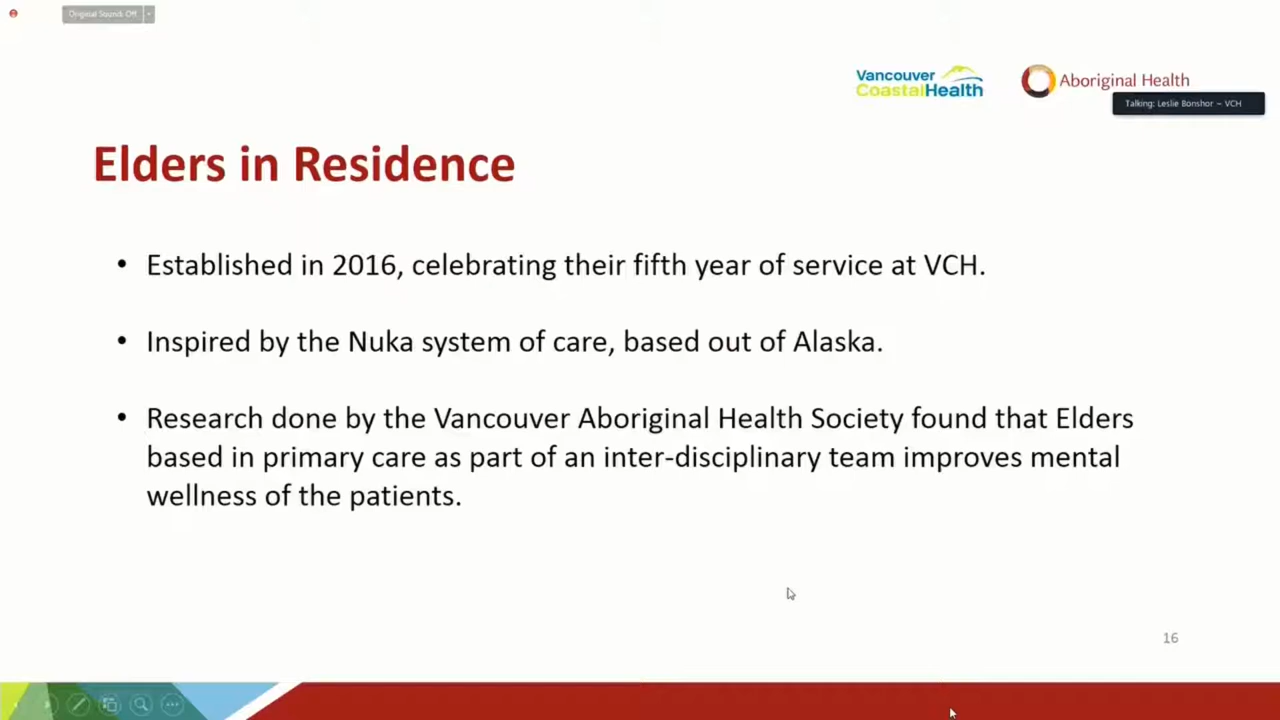 Original Sound: Off
Vancouver
CoastalHealth
Aboriginal Health
Talking: Leslie Bonshor - VCH
Elders in Residence
• Established in 2016, celebrating their fifth year of service at VCH.
• Inspired by the Nuka system of care, based out of Alaska.
• Research done by the Vancouver Aboriginal Health Society found that Elders
based in primary care as part of an inter-disciplinary team improves mental
wellness of the patients.
16